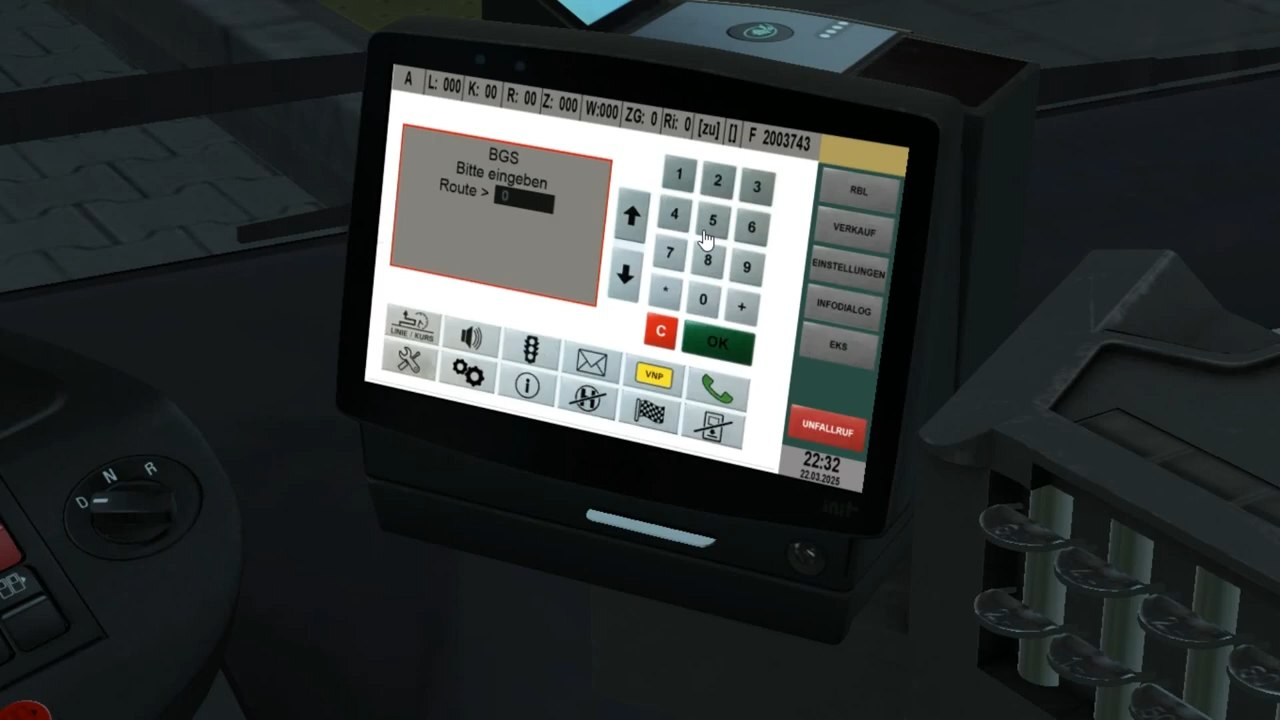 A L: 000 K: 00 R: 00 Z: 000 W:000 ZG: 0 Ri: 0 [zu] [] F 2003743
BGS
Bitte eingeben
Route > 0
1 2 3
4 5 6
7 8 9
* 0 +
C OK
RBL
VERKAUF
EINSTELLUNGEN
INFODIALOG
EKS
UNFALLRUF
22:32
22.03.2025
LINIE / KURS
VNP
H
init
D N R